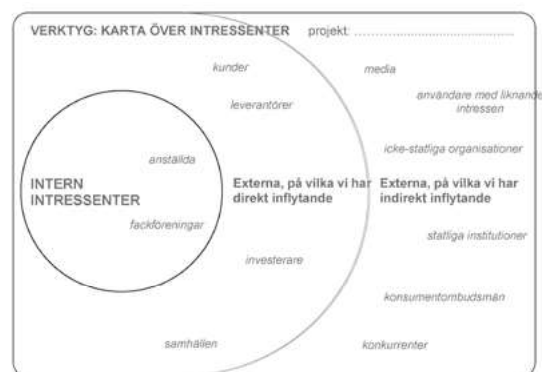 VERKTYG: KARTA ÖVER INTRESSENTER projekt: ........................................
kunder
media
leverantörer
användare med liknande
intressen
anställda
icke-statliga organisationer
INTERN
INTRESSENTER
Externa, på vilka vi har
direkt inflytande
Externa, på vilka vi har
indirekt inflytande
fackföreningar
statliga institutioner
investerare
konsumentombudsmän
samhällen
konkurrenter